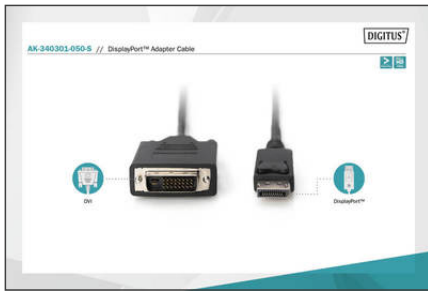 DIGITUS®
AK-340301-050-S // DisplayPort™ Adapter Cable
DVI
DisplayPort™